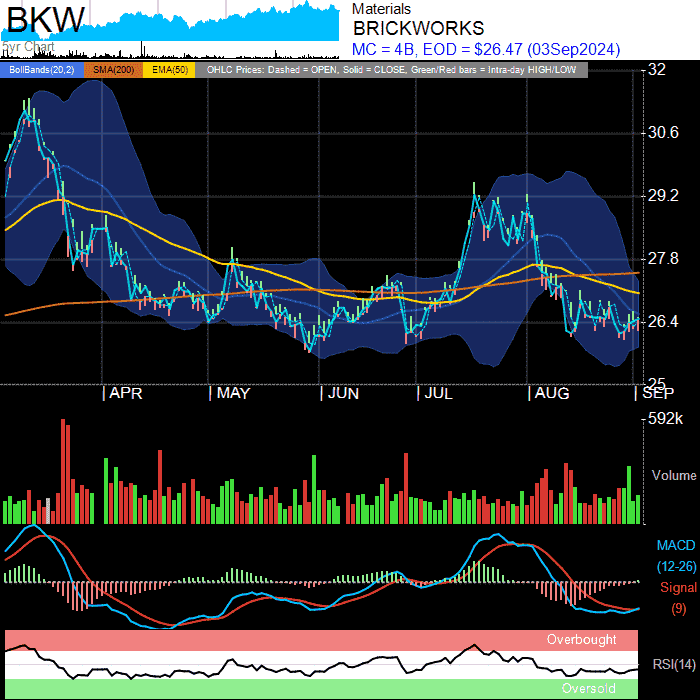 BKW
5yr Chart
Materials
BRICKWORKS
MC = 4B, EOD = $26.47 (03Sep2024)
BollBands(20,2) SMA(200) EMA(50) OHLC Prices: Dashed = OPEN, Solid = CLOSE, Green/Red bars = Intra-day HIGH/LOW
32
30.6
29.2
27.8
26.4
25
APR MAY JUN JUL AUG SEP
592k
Volume
MACD
(12-26)
Signal
(9)
Overbought
RSI(14)
Oversold